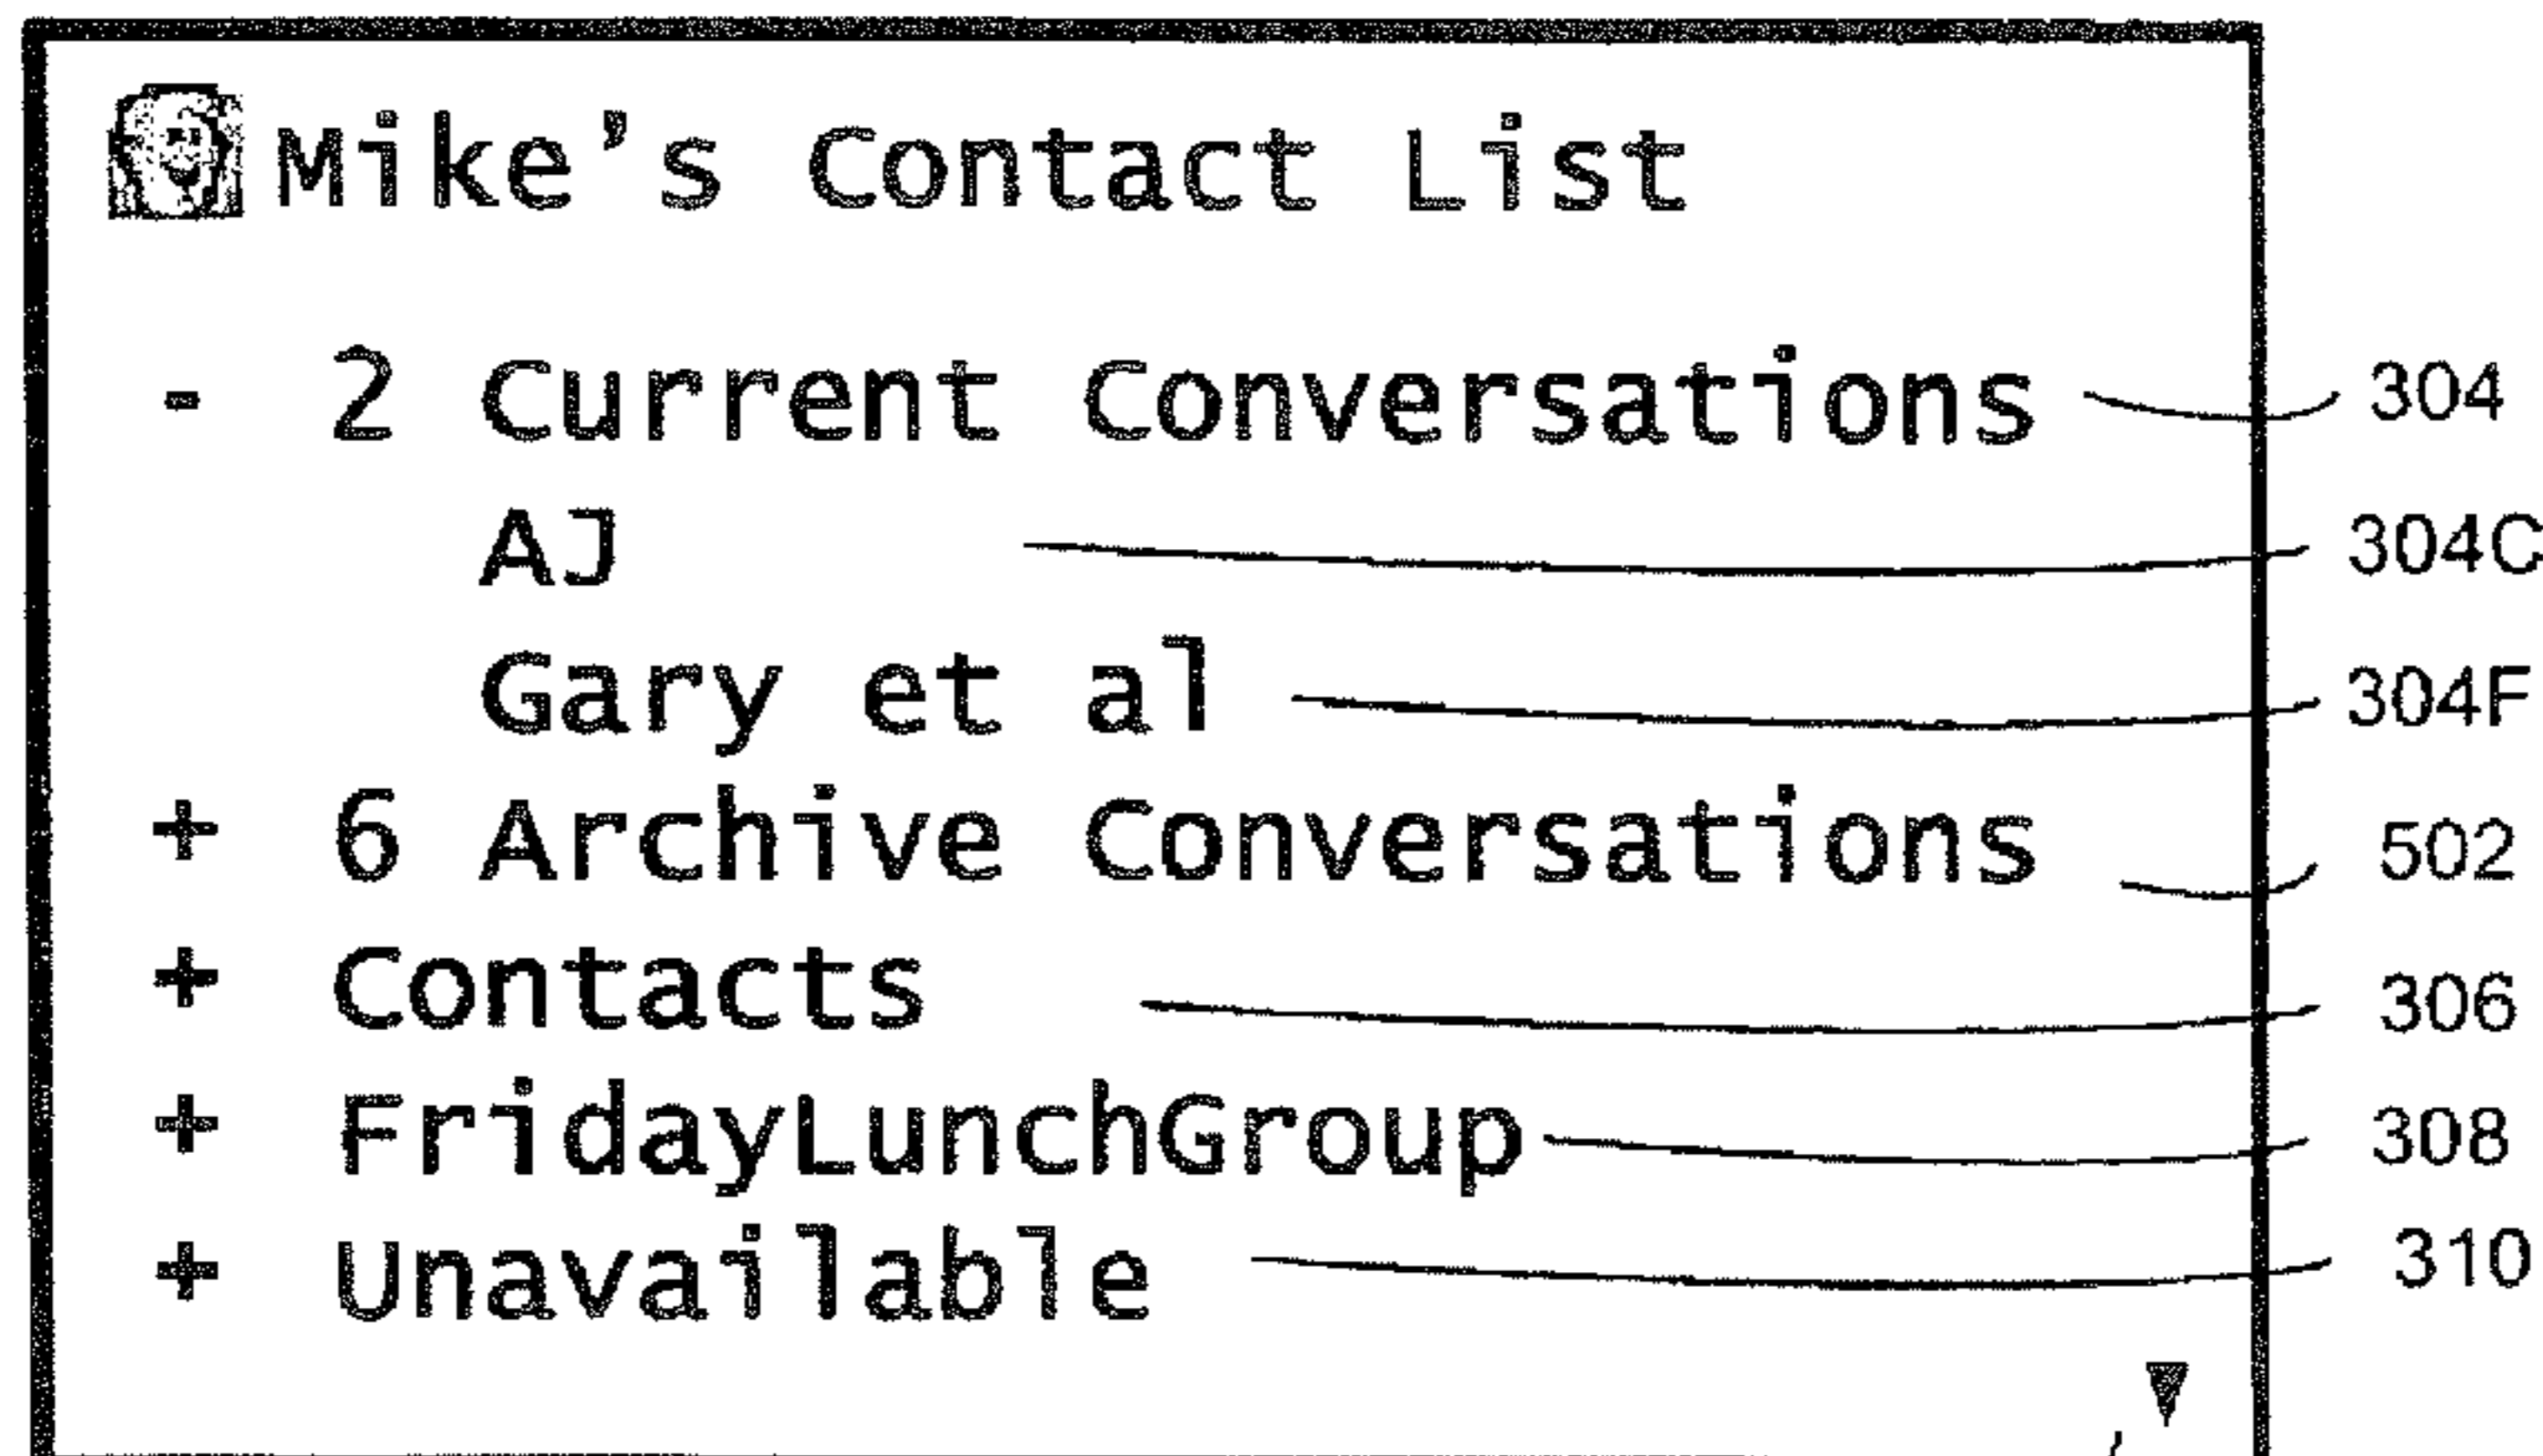 Mike's Contact List
- 2 Current Conversations 304
AJ 304C
Gary et al 304F
+ 6 Archive Conversations 502
+ Contacts 306
+ FridayLunchGroup 308
+ Unavailable 310